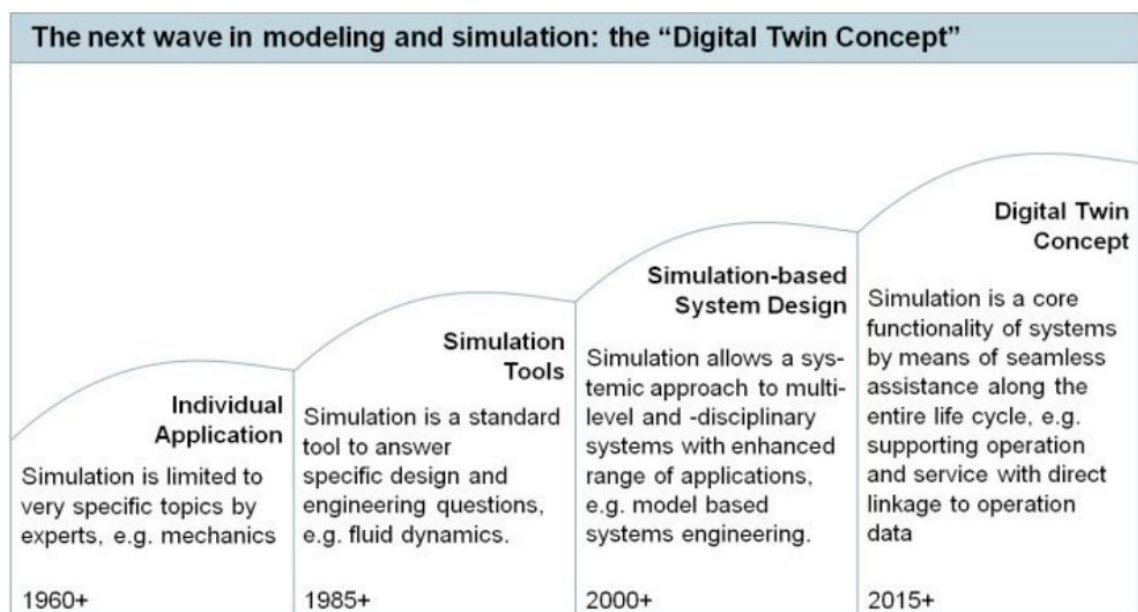 The next wave in modeling and simulation: the “Digital Twin Concept”
Individual
Application
Simulation is limited to
very specific topics by
experts, e.g. mechanics
1960+
Simulation
Tools
Simulation is a standard
tool to answer
specific design and
engineering questions,
e.g. fluid dynamics.
1985+
Simulation-based
System Design
Simulation allows a sys-
temic approach to multi-
level and -disciplinary
systems with enhanced
range of applications,
e.g. model based
systems engineering.
2000+
Digital Twin
Concept
Simulation is a core
functionality of systems
by means of seamless
assistance along the
entire life cycle, e.g.
supporting operation
and service with direct
linkage to operation
data
2015+